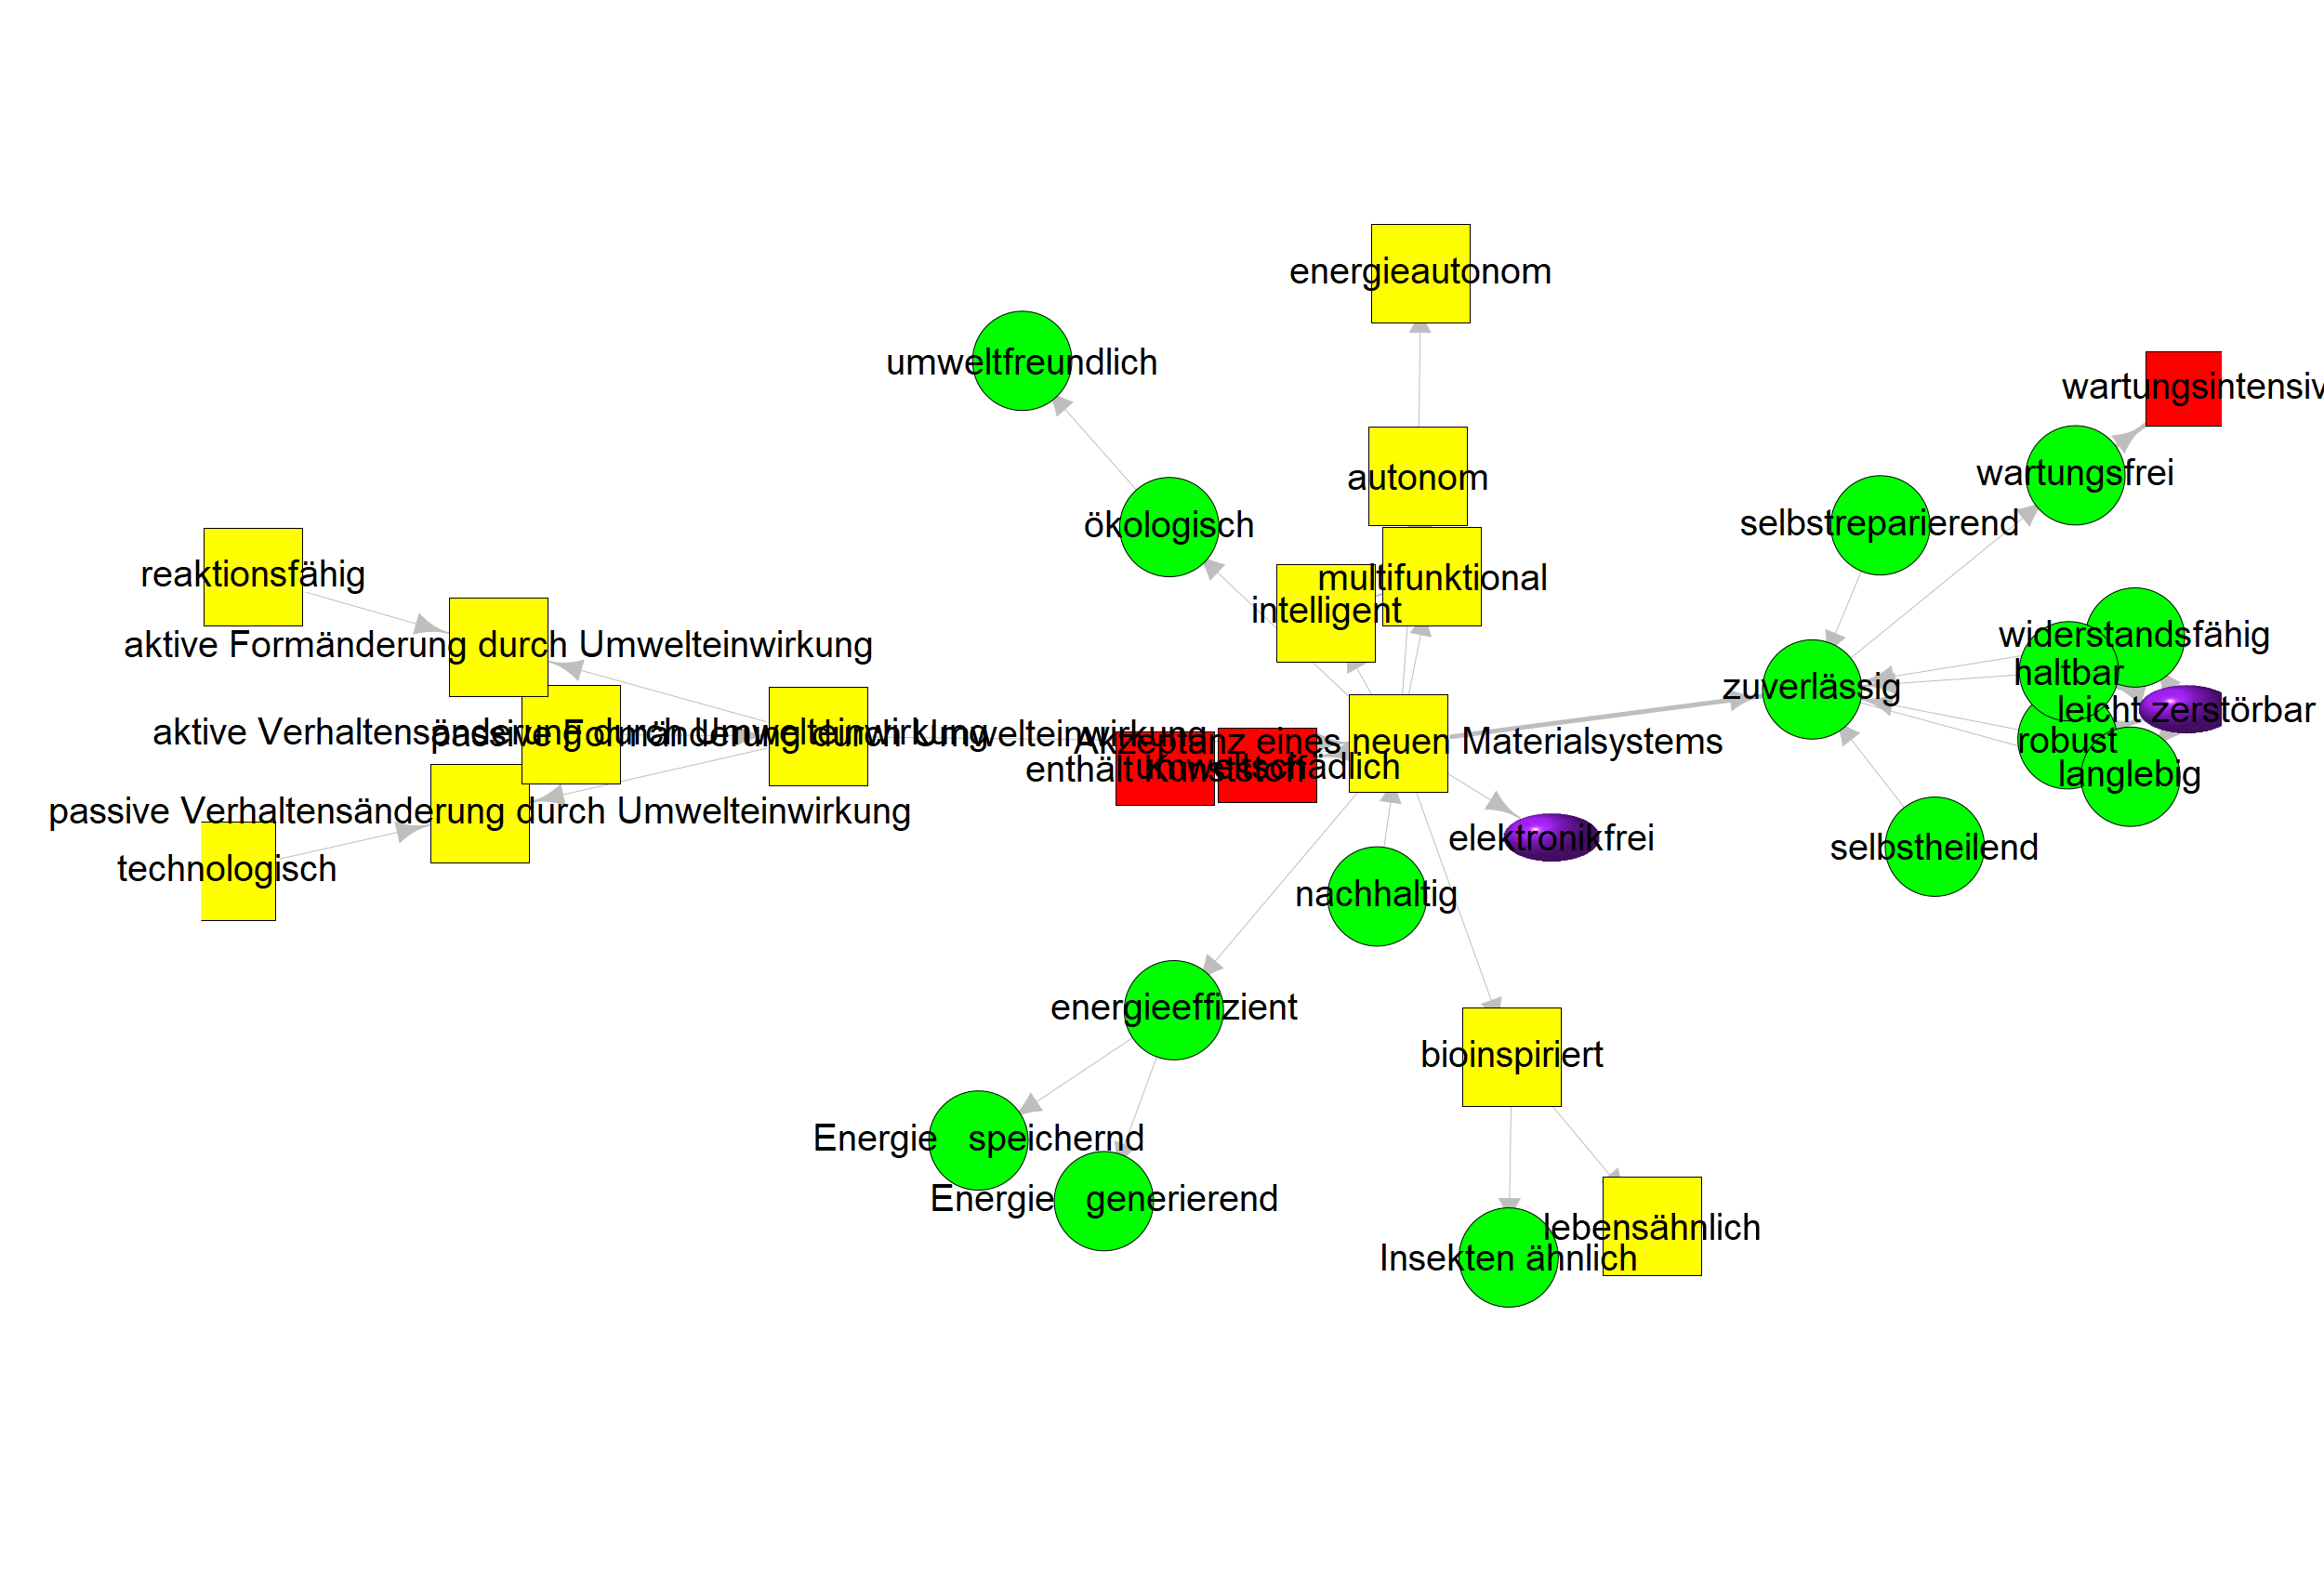 energieautonom
umweltfreundlich
wartungsintensiv
autonom
wartungsfrei
ökologisch
selbstreparierend
reaktionsfähig
multifunktional
intelligent
aktive Formänderung durch Umwelteinwirkung
widerstandsfähig
haltbar
zuverlässig
leicht zerstörbar
aktive Verhaltensänderung durch Umwelteinwirkung
passive Formänderung durch Umwelteinwirkung
Akzeptanz eines neuen Materialsystems
robust
enthält Kunststoff
umweltschädlich
langlebig
passive Verhaltensänderung durch Umwelteinwirkung
elektronikfrei
selbstheilend
technologisch
nachhaltig
energieeffizient
bioinspiriert
Energie speichernd
Energie generierend
lebensähnlich
Insekten ähnlich